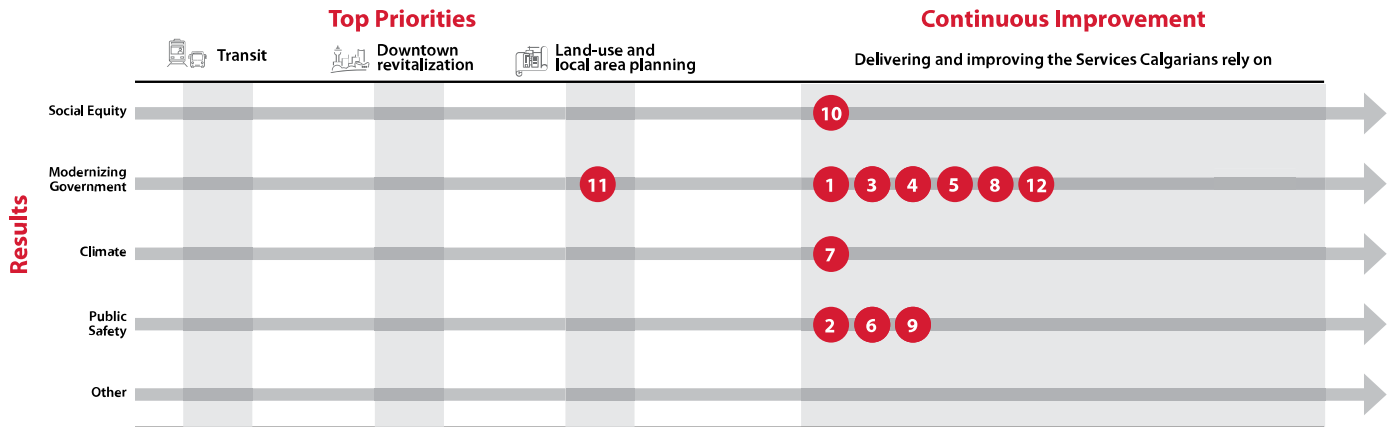 Top Priorities
Continuous Improvement
Transit
Downtown
revitalization
Land-use and
local area planning
Delivering and improving the Services Calgarians rely on
Results
Social Equity
10
Modernizing
Government
11
1 3 4 5 8 12
Climate
7
Public
Safety
2 6 9
Other